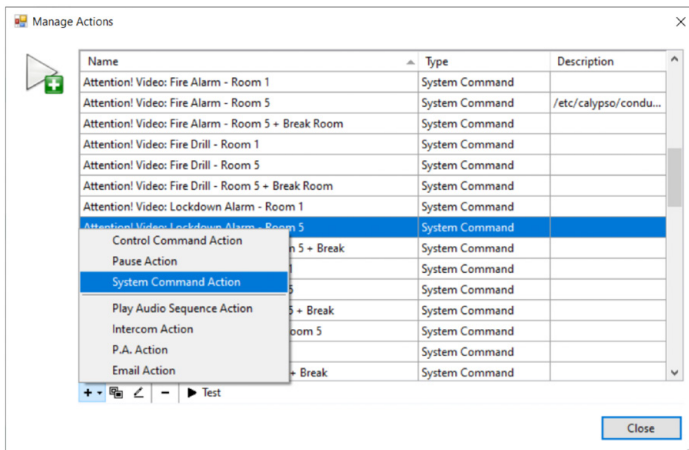 Manage Actions
Name Type Description
Attention! Video: Fire Alarm - Room 1 System Command
Attention! Video: Fire Alarm - Room 5 System Command /etc/calypso/condu...
Attention! Video: Fire Alarm - Room 5 + Break Room System Command
Attention! Video: Fire Drill - Room 1 System Command
Attention! Video: Fire Drill - Room 5 System Command
Attention! Video: Fire Drill - Room 5 + Break Room System Command
Attention! Video: Lockdown Alarm - Room 1 System Command
Attention! Video: Lockdown Alarm - Room 5 System Command
Control Command Action 5 + Break System Command
Pause Action System Command
System Command Action System Command
Play Audio Sequence Action + Break System Command
Intercom Action 5 System Command
P.A. Action System Command
Email Action + Break System Command
Test
Close